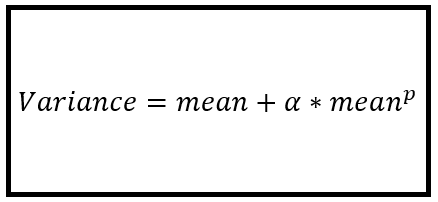 Variance = mean + α * mean^p